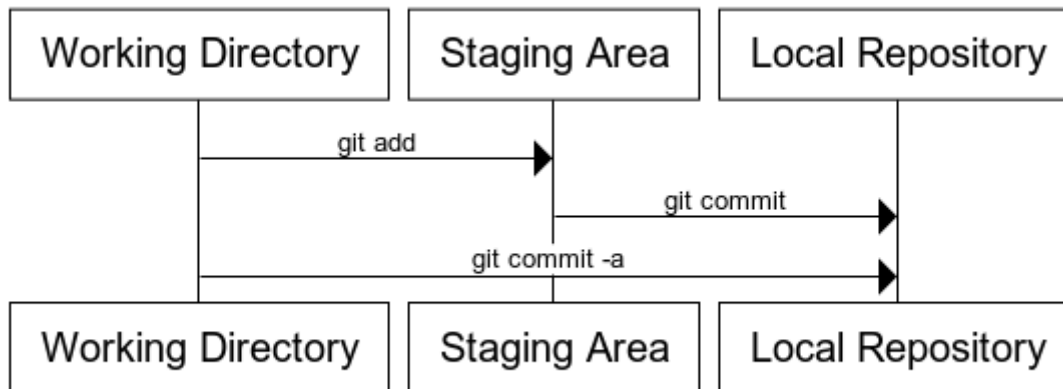 Working Directory
Staging Area
Local Repository
git add
git commit
git commit -a
Working Directory
Staging Area
Local Repository